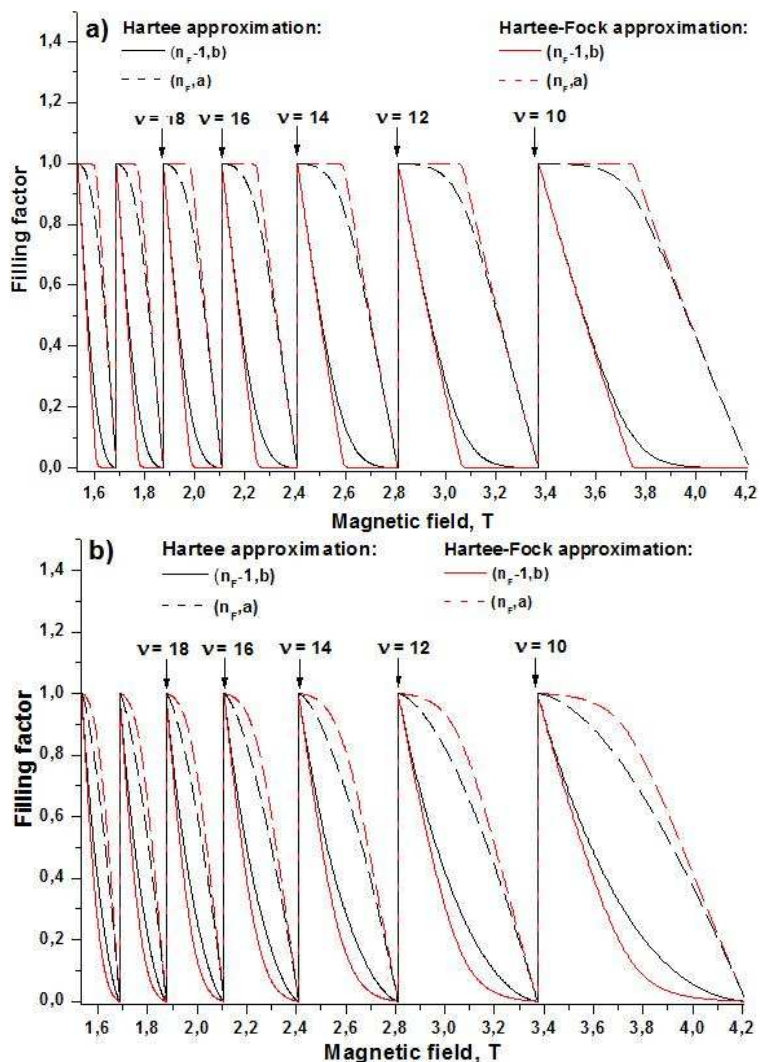 a)
Hartee approximation:
(n_F-1,b)
(n_F,a)
Hartee-Fock approximation:
(n_F-1,b)
(n_F,a)
ν = 18 ν = 16 ν = 14 ν = 12 ν = 10
Filling factor
1,4
1,2
1,0
0,8
0,6
0,4
0,2
0,0
1,6 1,8 2,0 2,2 2,4 2,6 2,8 3,0 3,2 3,4 3,6 3,8 4,0 4,2
Magnetic field, T
b)
Hartee approximation:
(n_F-1,b)
(n_F,a)
Hartee-Fock approximation:
(n_F-1,b)
(n_F,a)
ν = 18 ν = 16 ν = 14 ν = 12 ν = 10
Filling factor
1,4
1,2
1,0
0,8
0,6
0,4
0,2
0,0
1,6 1,8 2,0 2,2 2,4 2,6 2,8 3,0 3,2 3,4 3,6 3,8 4,0 4,2
Magnetic field, T